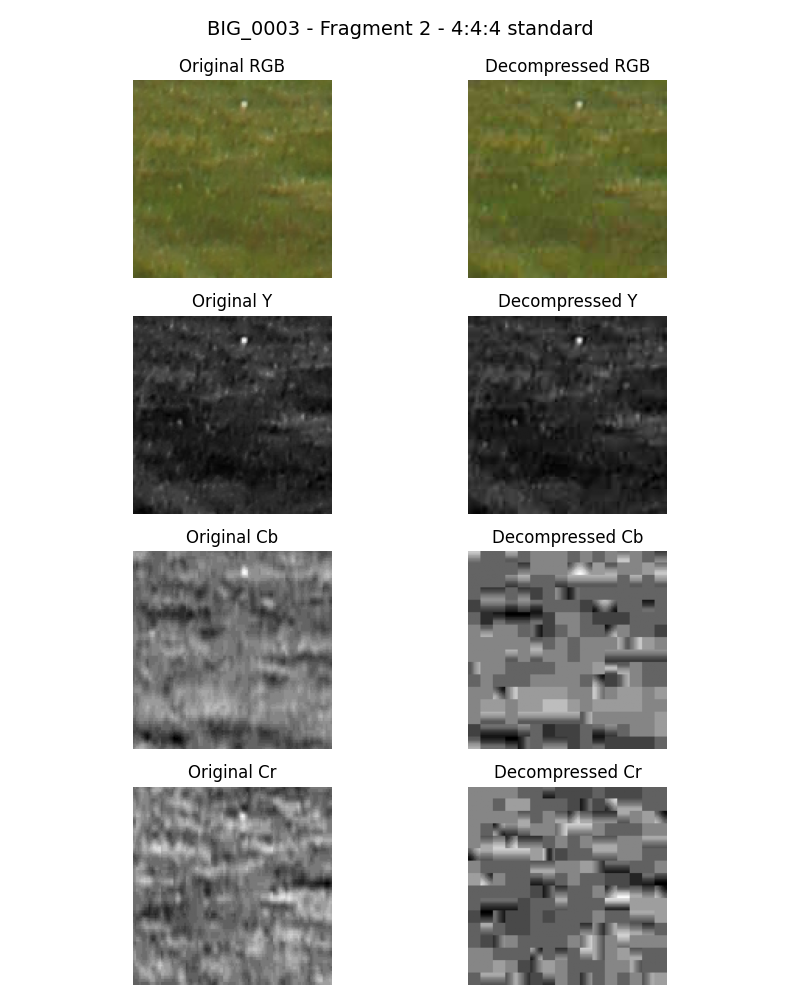 BIG_0003 - Fragment 2 - 4:4:4 standard
Original RGB
Decompressed RGB
Original Y
Decompressed Y
Original Cb
Decompressed Cb
Original Cr
Decompressed Cr